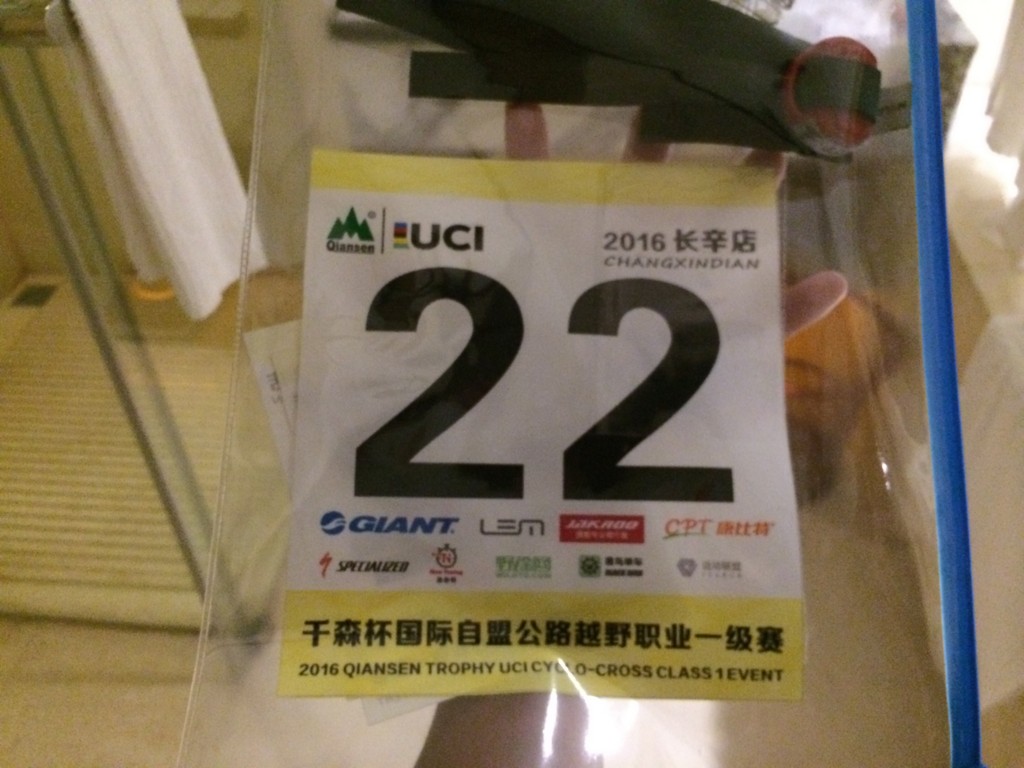 Qiansen® UCI
2016 长辛店
CHANGXINDIAN
22
GIANT LEM JAKROO CPT 康比特
SPECIALIZED
千森杯国际自盟公路越野职业一级赛
2016 QIANSEN TROPHY UCI CYCLO-CROSS CLASS 1 EVENT